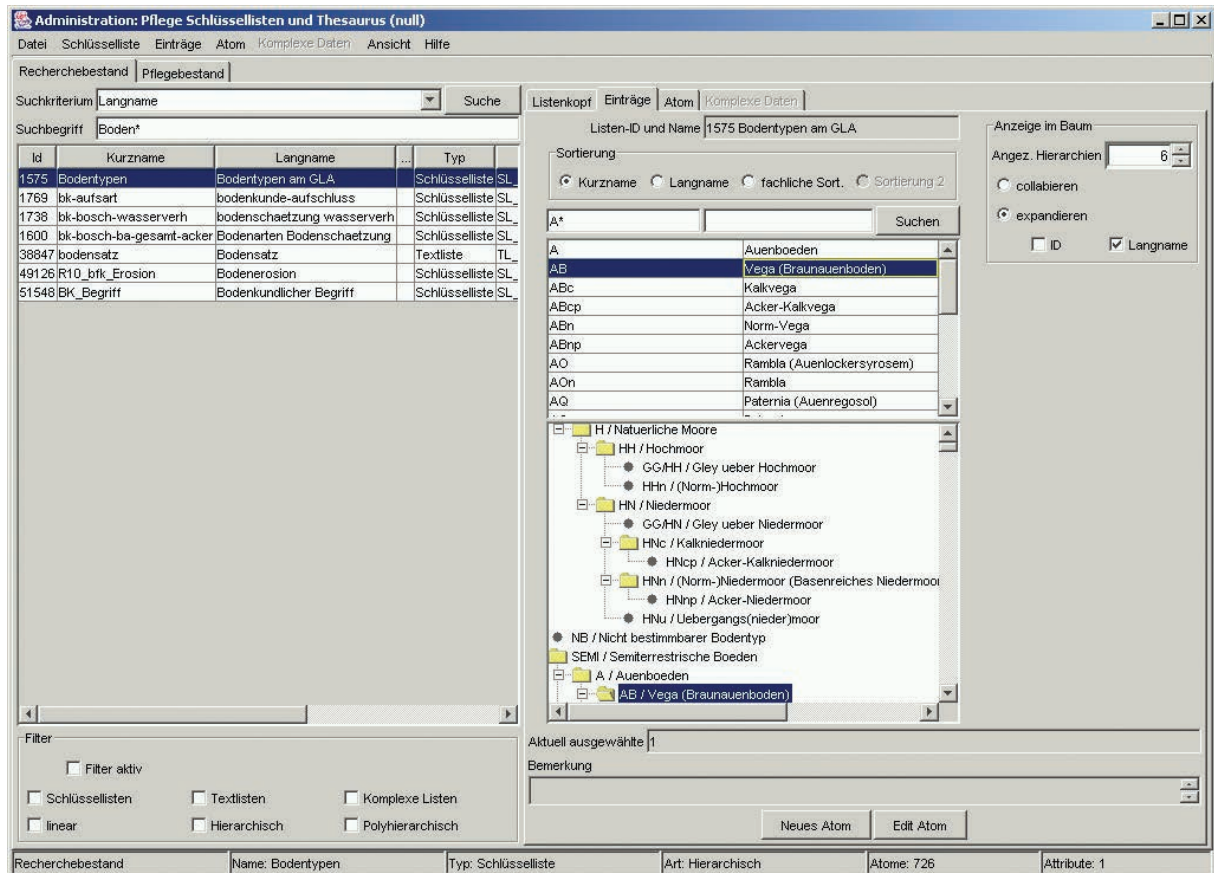 Administration: Pflege Schlüssellisten und Thesaurus (null)
Datei Schlüsselliste Einträge Atom Komplexe Daten Ansicht Hilfe
Recherchebestand Pflegebestand
Suchkriterium Langname Suche
Suchbegriff Boden*
Id Kurzname Langname ... Typ
1575 Bodentypen Bodentypen am GLA Schlüsselliste SL_
1769 bk-aufsart bodenkunde-aufschluss Schlüsselliste SL_
1738 bk-bosch-wasserverh bodenschaetzung wasserverh Schlüsselliste SL_
1600 bk-bosch-ba-gesamt-acker Bodenarten Bodenschaetzung Schlüsselliste SL_
38847 bodensatz Bodensatz Textliste TL_
49126 R10_bfk_Erosion Bodenerosion Schlüsselliste SL_
51548 BK_Begriff Bodenkundlicher Begriff Schlüsselliste SL_
Filter
Filter aktiv
Schlüssellisten Textlisten Komplexe Listen
linear Hierarchisch Polyhierarchisch
Listenkopf Einträge Atom Komplexe Daten
Listen-ID und Name 1575 Bodentypen am GLA
Sortierung
Kurzname Langname fachliche Sort. Sortierung 2
A* Suchen
A Auenboeden
AB Vega (Braunauenboden)
ABc Kalkvega
ABcp Acker-Kalkvega
ABn Norm-Vega
ABnp Ackervega
AO Rambla (Auenlockersyrosem)
AOn Rambla
AQ Paternia (Auenregosol)
H / Natuerliche Moore
HH / Hochmoor
GG/HH / Gley ueber Hochmoor
HHn / (Norm-)Hochmoor
HN / Niedermoor
GG/HN / Gley ueber Niedermoor
HNc / Kalkniedermoor
HNcp / Acker-Kalkniedermoor
HNn / (Norm-)Niedermoor (Basenreiches Niedermoor
HNnp / Acker-Niedermoor
HNu / Uebergangs(nieder)moor
NB / Nicht bestimmbarer Bodentyp
SEMI / Semiterrestrische Boeden
A / Auenboeden
AB / Vega (Braunauenboden)
Anzeige im Baum
Angez. Hierarchien 6
collabieren
expandieren
ID Langname
Aktuell ausgewählte 1
Bemerkung
Neues Atom Edit Atom
Recherchebestand Name: Bodentypen Typ: Schlüsselliste Art: Hierarchisch Atome: 726 Attribute: 1